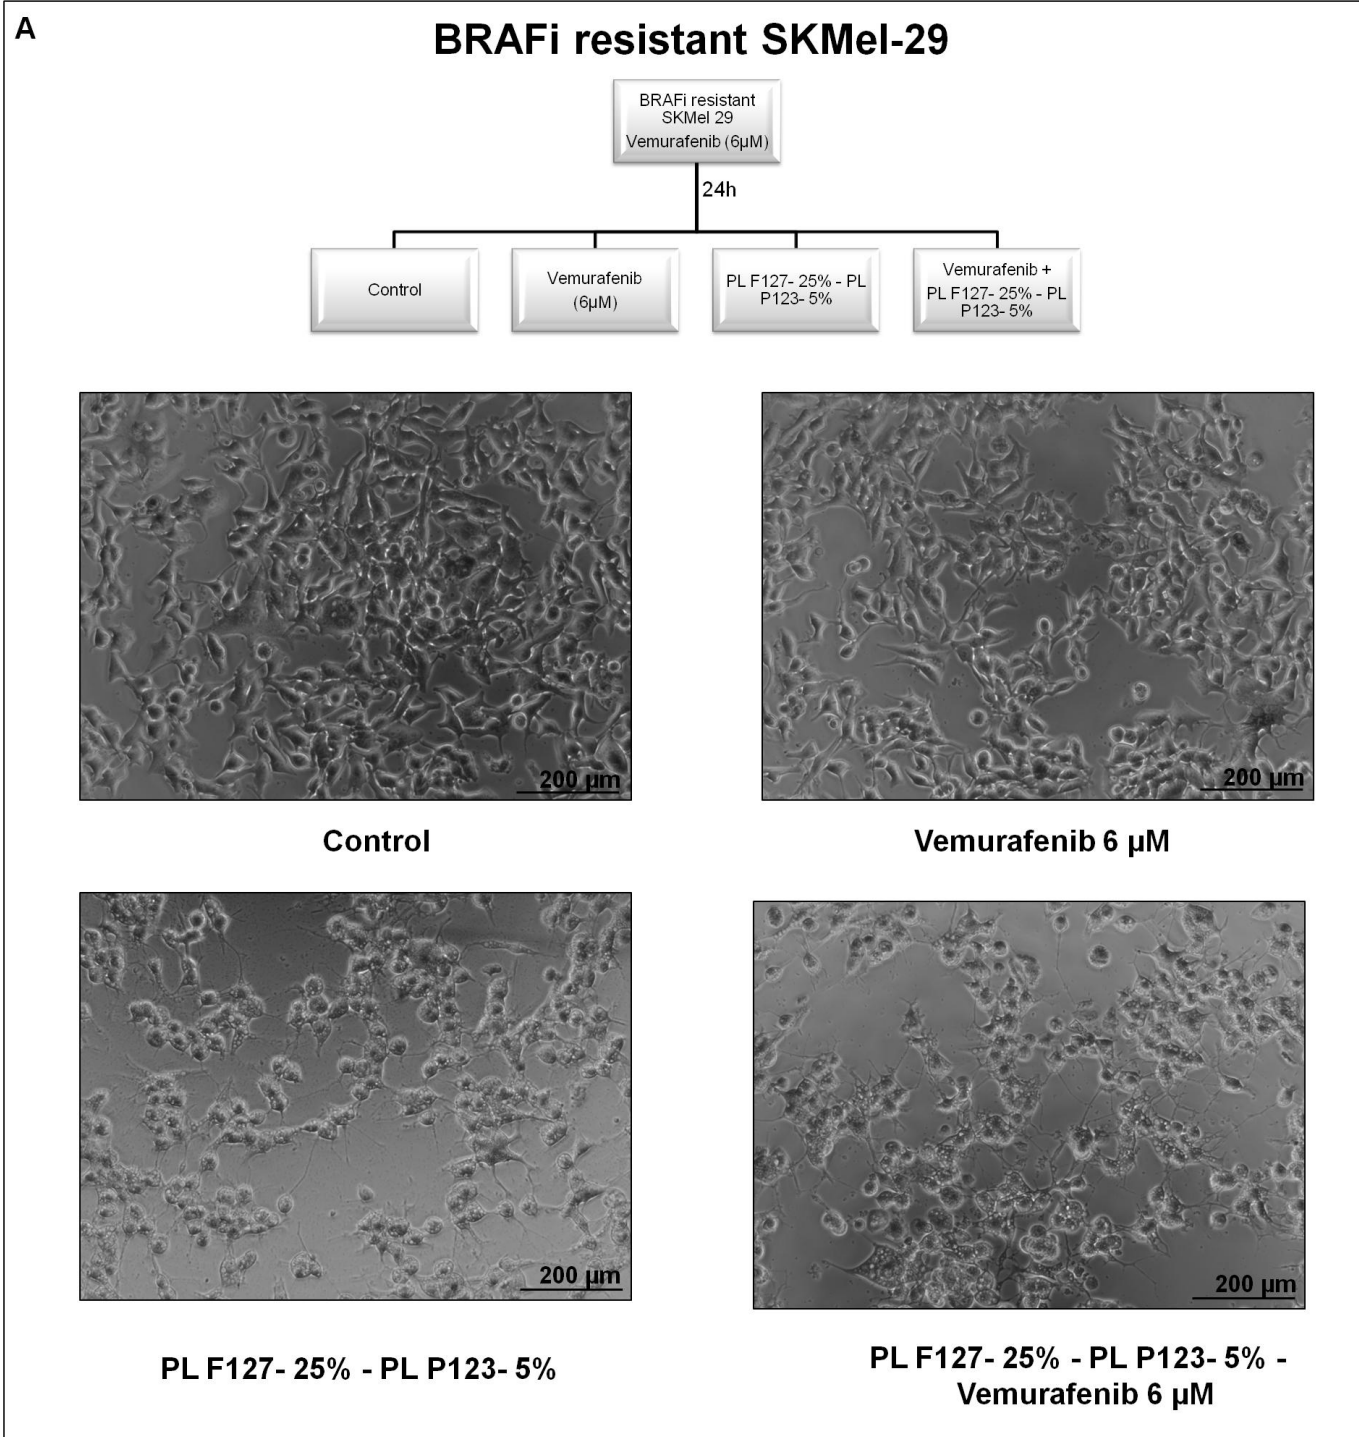 A
BRAFi resistant SKMel-29
BRAFi resistant
SKMel 29
Vemurafenib (6µM)
24h
Control
Vemurafenib
(6µM)
PL F127- 25% - PL
P123- 5%
Vemurafenib +
PL F127- 25% - PL
P123- 5%
200 µm
200 µm
Control
Vemurafenib 6 µM
200 µm
200 µm
PL F127- 25% - PL P123- 5%
PL F127- 25% - PL P123- 5% -
Vemurafenib 6 µM